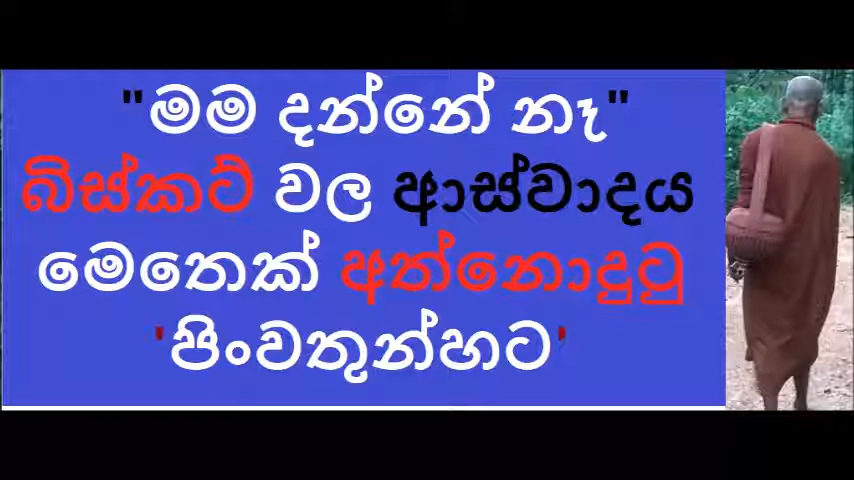 "මම දන්නේ නෑ"
බිස්කට් වල ආස්වාදය
මෙතෙක් අත්නොදුටු
'පිංවතුන්හට'